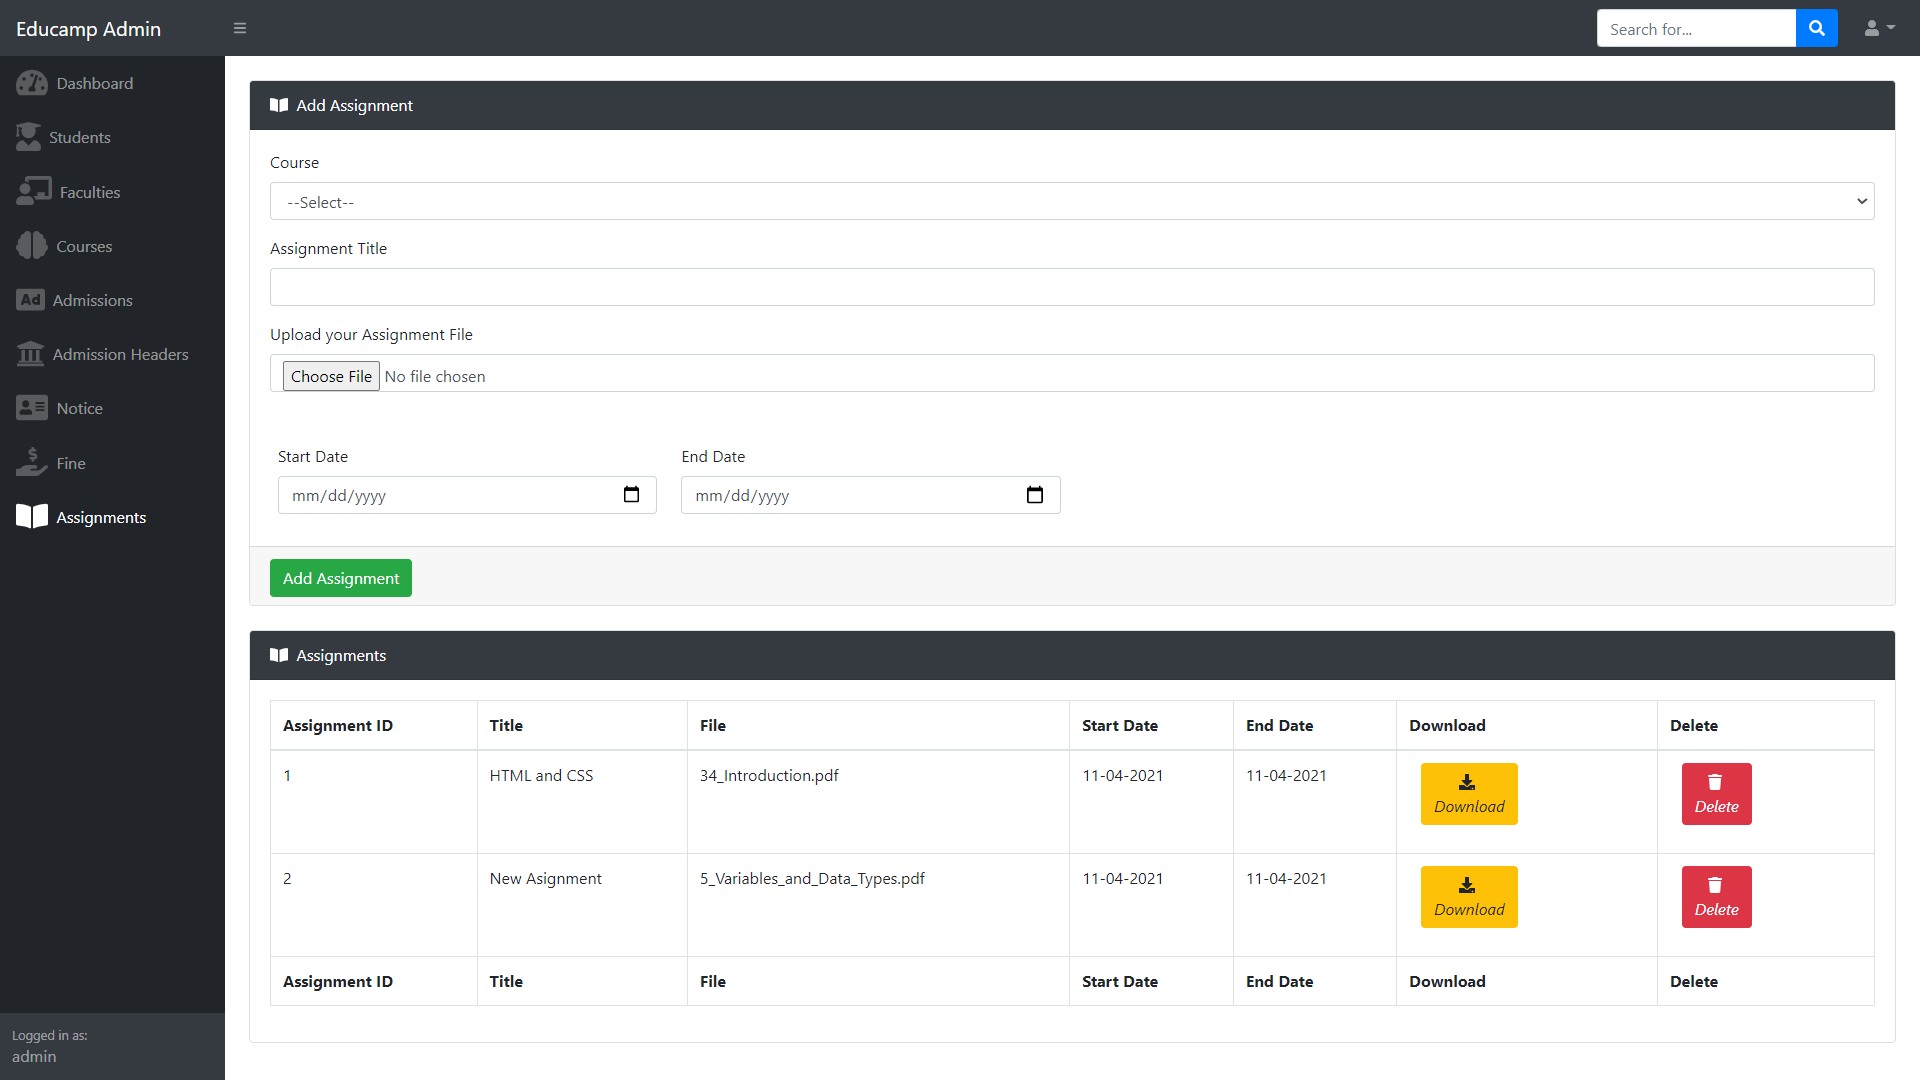 Educamp Admin
Search for...
Dashboard
Students
Faculties
Courses
Ad Admissions
Admission Headers
Notice
Fine
Assignments
Logged in as:
admin
Add Assignment
Course
--Select--
Assignment Title
Upload your Assignment File
Choose File No file chosen
Start Date End Date
mm/dd/yyyy mm/dd/yyyy
Add Assignment
Assignments
Assignment ID Title File Start Date End Date Download Delete
1 HTML and CSS 34_Introduction.pdf 11-04-2021 11-04-2021 Download Delete
2 New Asignment 5_Variables_and_Data_Types.pdf 11-04-2021 11-04-2021 Download Delete
Assignment ID Title File Start Date End Date Download Delete